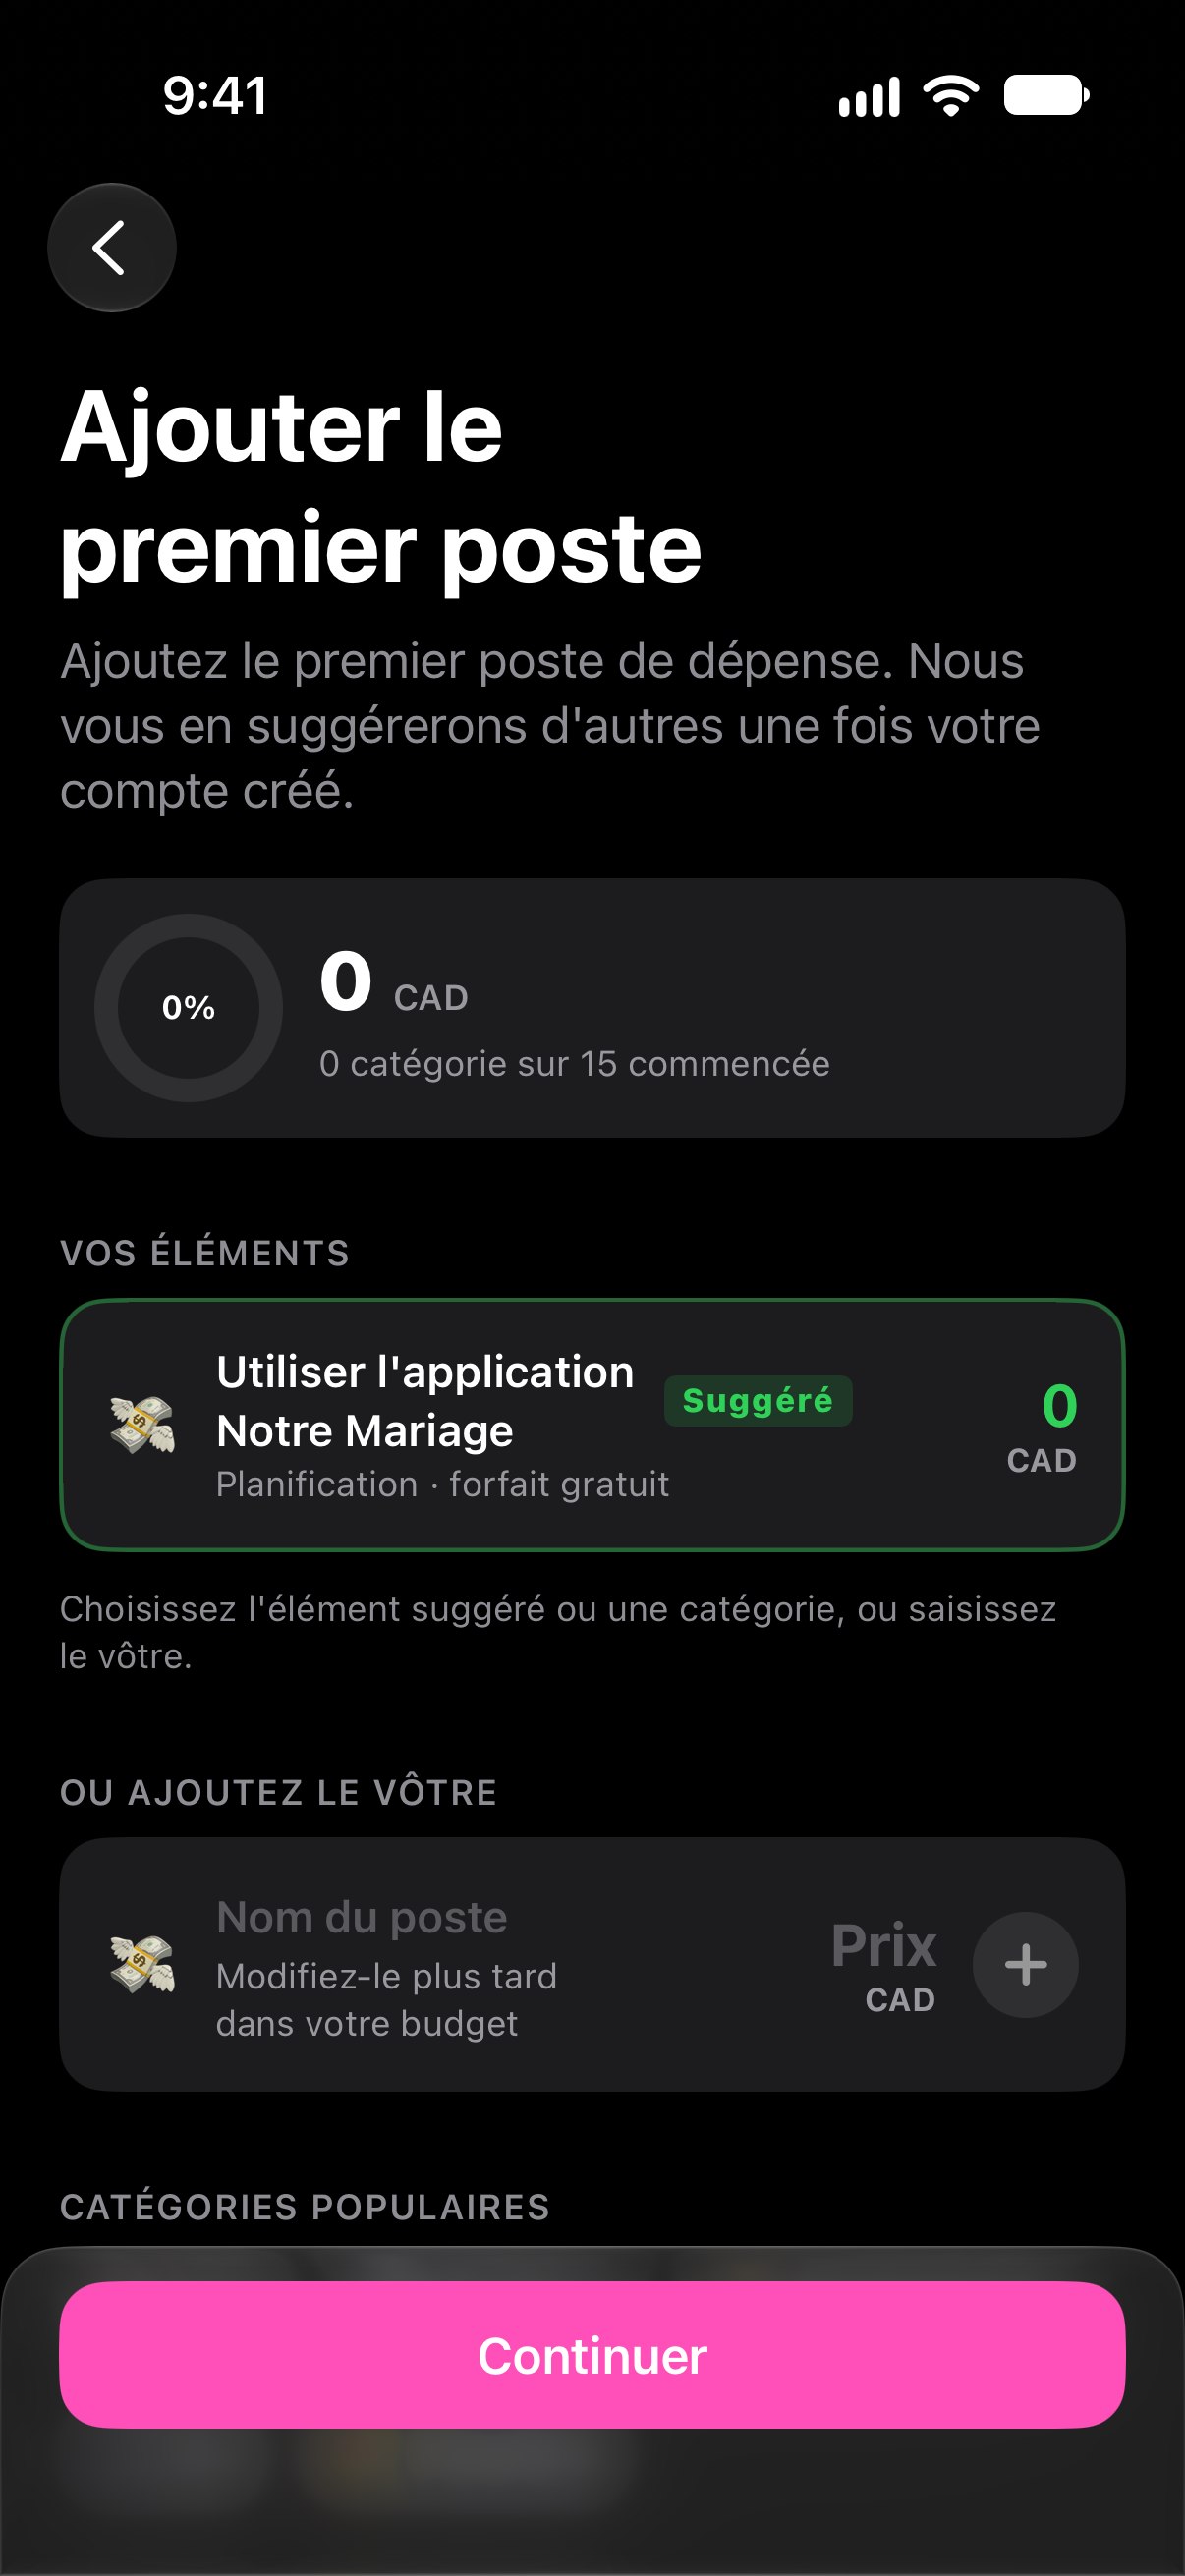 9:41
Ajouter le
premier poste
Ajoutez le premier poste de dépense. Nous
vous en suggérerons d'autres une fois votre
compte créé.
0%
0 CAD
0 catégorie sur 15 commencée
VOS ÉLÉMENTS
Utiliser l'application
Notre Mariage
Suggéré
Planification · forfait gratuit
0
CAD
Choisissez l'élément suggéré ou une catégorie, ou saisissez
le vôtre.
OU AJOUTEZ LE VÔTRE
Nom du poste
Modifiez-le plus tard
dans votre budget
Prix
CAD
CATÉGORIES POPULAIRES
Continuer